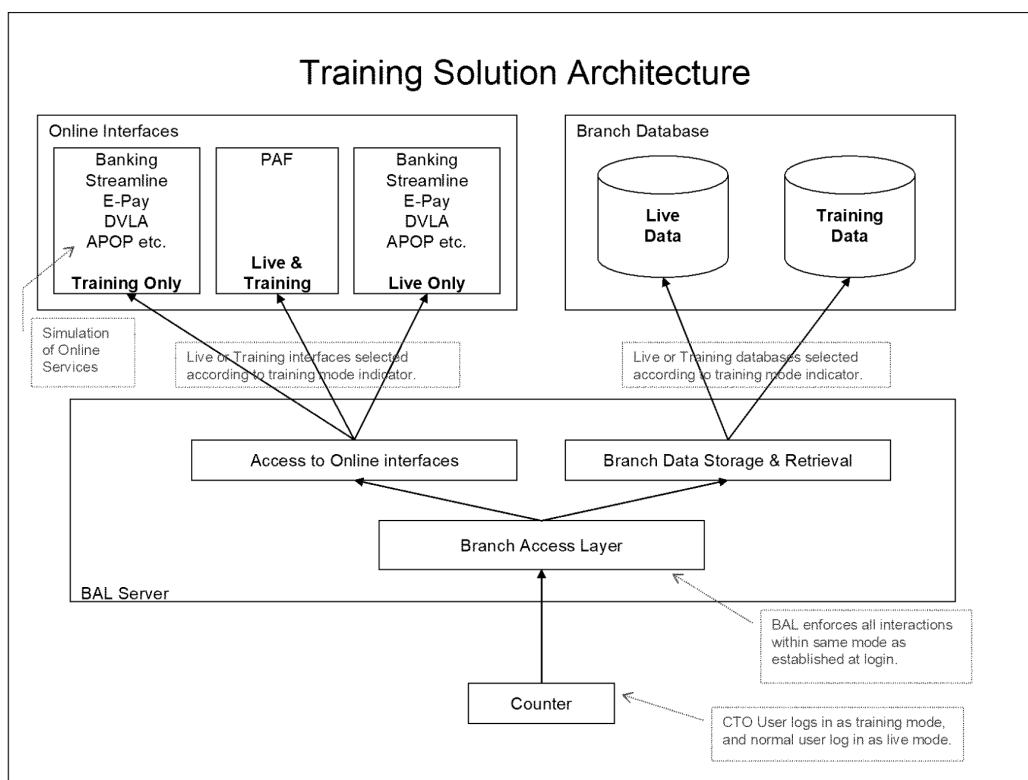 Training Solution Architecture
Online Interfaces
Banking
Streamline
E-Pay
DVLA
APOP etc.
Training Only
PAF
Live &
Training
Banking
Streamline
E-Pay
DVLA
APOP etc.
Live Only
Branch Database
Live
Data
Training
Data
Simulation
of Online
Services
Live or Training interfaces selected
according to training mode indicator.
Live or Training databases selected
according to training mode indicator.
Access to Online interfaces
Branch Data Storage & Retrieval
Branch Access Layer
BAL Server
BAL enforces all interactions
within same mode as
established at login.
Counter
CTO User logs in as training mode,
and normal user log in as live mode.